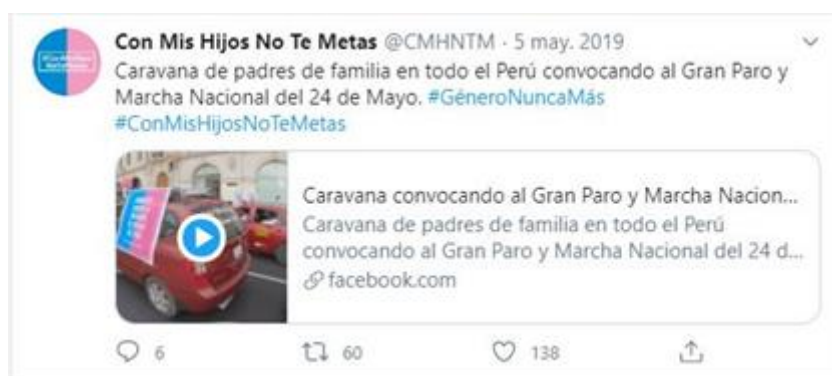 Con Mis Hijos No Te Metas @CMHNTM · 5 may. 2019
Caravana de padres de familia en todo el Perú convocando al Gran Paro y
Marcha Nacional del 24 de Mayo. #GéneroNuncaMás
#ConMisHijosNoTeMetas
Caravana convocando al Gran Paro y Marcha Nacion...
Caravana de padres de familia en todo el Perú
convocando al Gran Paro y Marcha Nacional del 24 d...
facebook.com
6 60 138